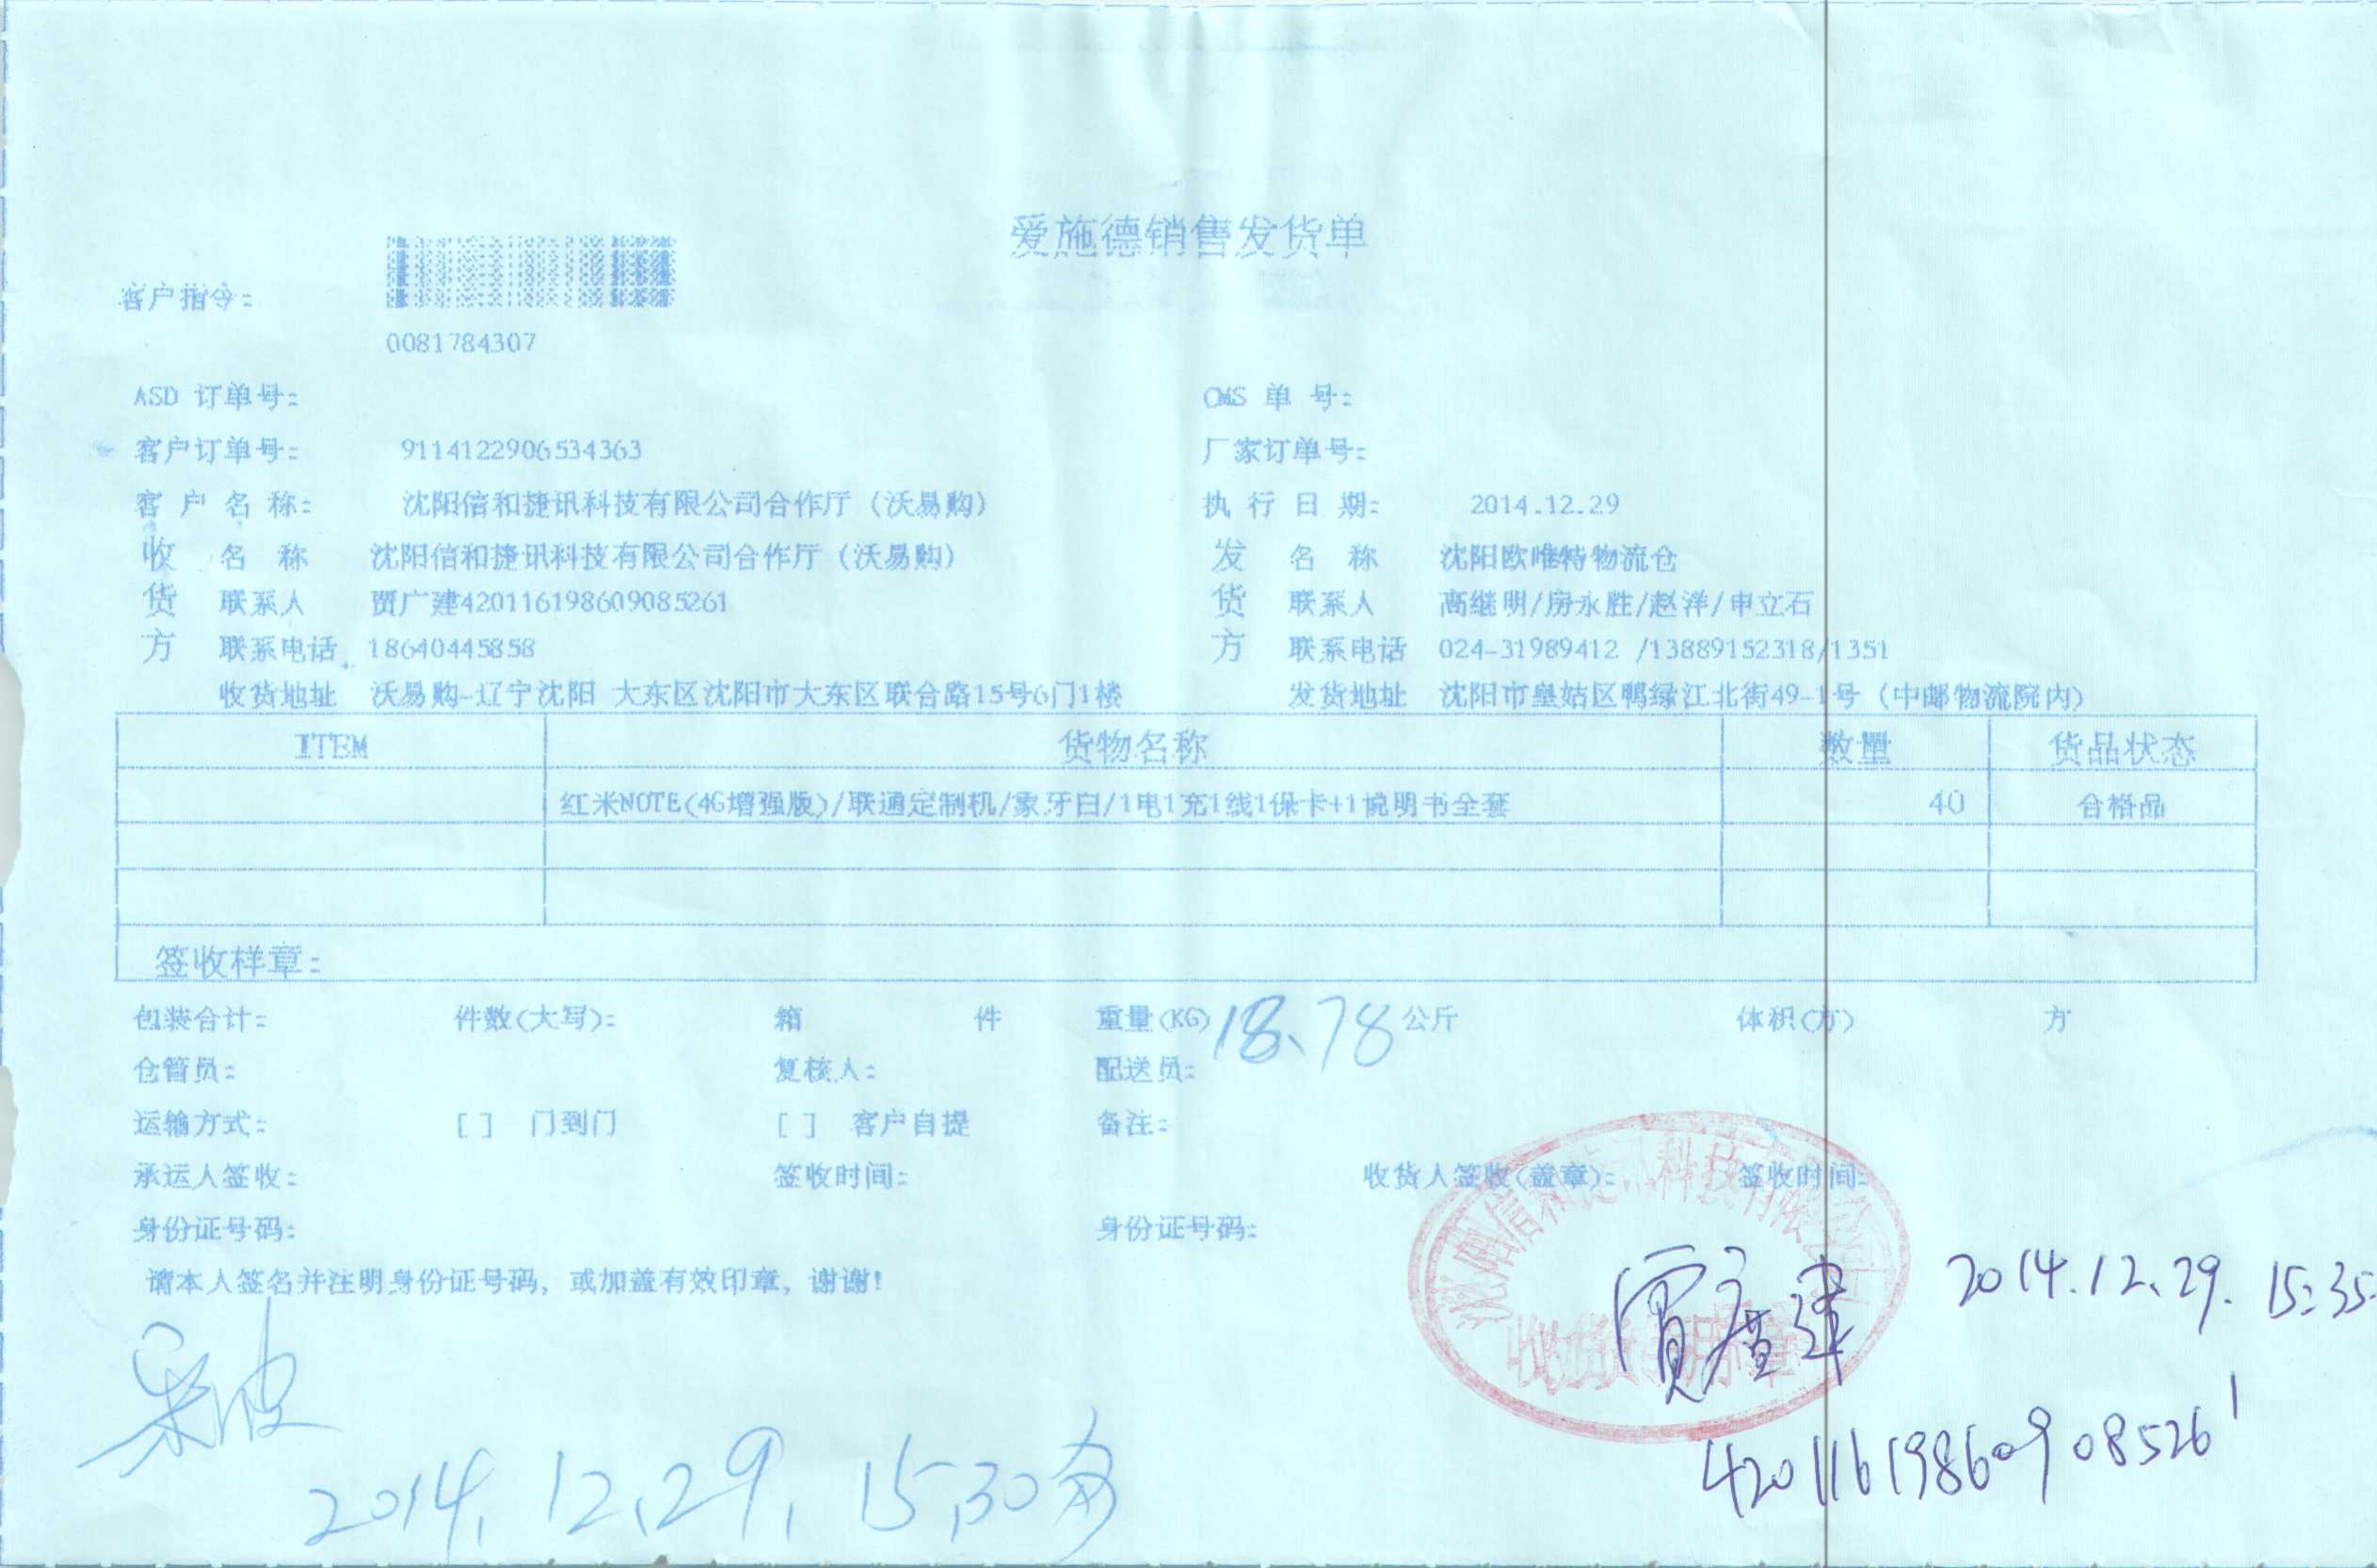 爱施德销售发货单
客户指令:
0081784307
ASD 订单号: OMS 单 号:
客户订单号: 9114122906534363 厂家订单号:
客 户 名 称: 沈阳信和捷讯科技有限公司合作厅（沃易购） 执 行 日 期: 2014.12.29
收 名 称 沈阳信和捷讯科技有限公司合作厅（沃易购） 发 名 称 沈阳欧唯特物流仓
货 联系人 贾广建420116198609085261 货 联系人 高继明/房永胜/赵洋/申立石
方 联系电话 18640445858 方 联系电话 024-31989412 /13889152318/1351
收货地址 沃易购-辽宁沈阳 大东区沈阳市大东区联合路15号6门1楼 发货地址 沈阳市皇姑区鸭绿江北街49-1号（中邮物流院内）
ITEM 货物名称 数量 货品状态
红米NOTE(4G增强版)/联通定制机/象牙白/1电1充1线1保卡+1说明书全套 40 合格品
签收样章:
包装合计: 件数(大写): 箱 件 重量(KG) 18.78 公斤 体积(方) 方
仓管员: 复核人: 配送员:
运输方式: [ ] 门到门 [ ] 客户自提 备注:
承运人签收: 签收时间: 收货人签收(盖章): 签收时间:
身份证号码: 身份证号码:
请本人签名并注明身份证号码，或加盖有效印章，谢谢!
沈阳信和捷讯科技有限公司
收货专用章
贾广建 2014.12.29. 15:35
420116198609085261
2014.12.29. 15.30